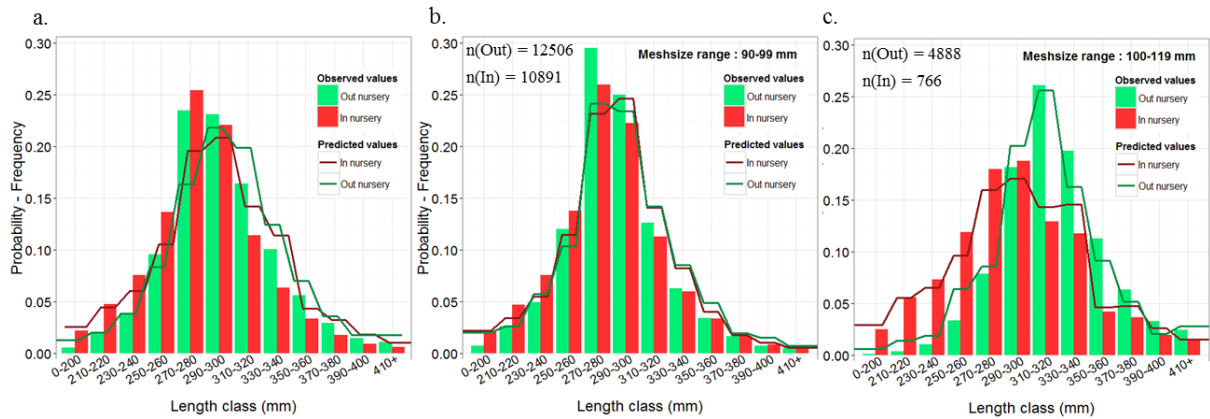 a.
Probability - Frequency
0.30
0.25
0.20
0.15
0.10
0.05
0.00
Observed values
Out nursery
In nursery
Predicted values
In nursery
Out nursery
0-200
210-220
230-240
250-260
270-280
290-300
310-320
330-340
350-360
370-380
390-400
410+
Length class (mm)
b.
0.30
0.25
0.20
0.15
0.10
0.05
0.00
n(Out) = 12506
n(In) = 10891
Meshsize range : 90-99 mm
Observed values
Out nursery
In nursery
Predicted values
In nursery
Out nursery
0-200
210-220
230-240
250-260
270-280
290-300
310-320
330-340
350-360
370-380
390-400
410+
Length class (mm)
c.
0.30
0.25
0.20
0.15
0.10
0.05
0.00
n(Out) = 4888
n(In) = 766
Meshsize range : 100-119 mm
Observed values
Out nursery
In nursery
Predicted values
In nursery
Out nursery
0-200
210-220
230-240
250-260
270-280
290-300
310-320
330-340
350-360
370-380
390-400
410+
Length class (mm)